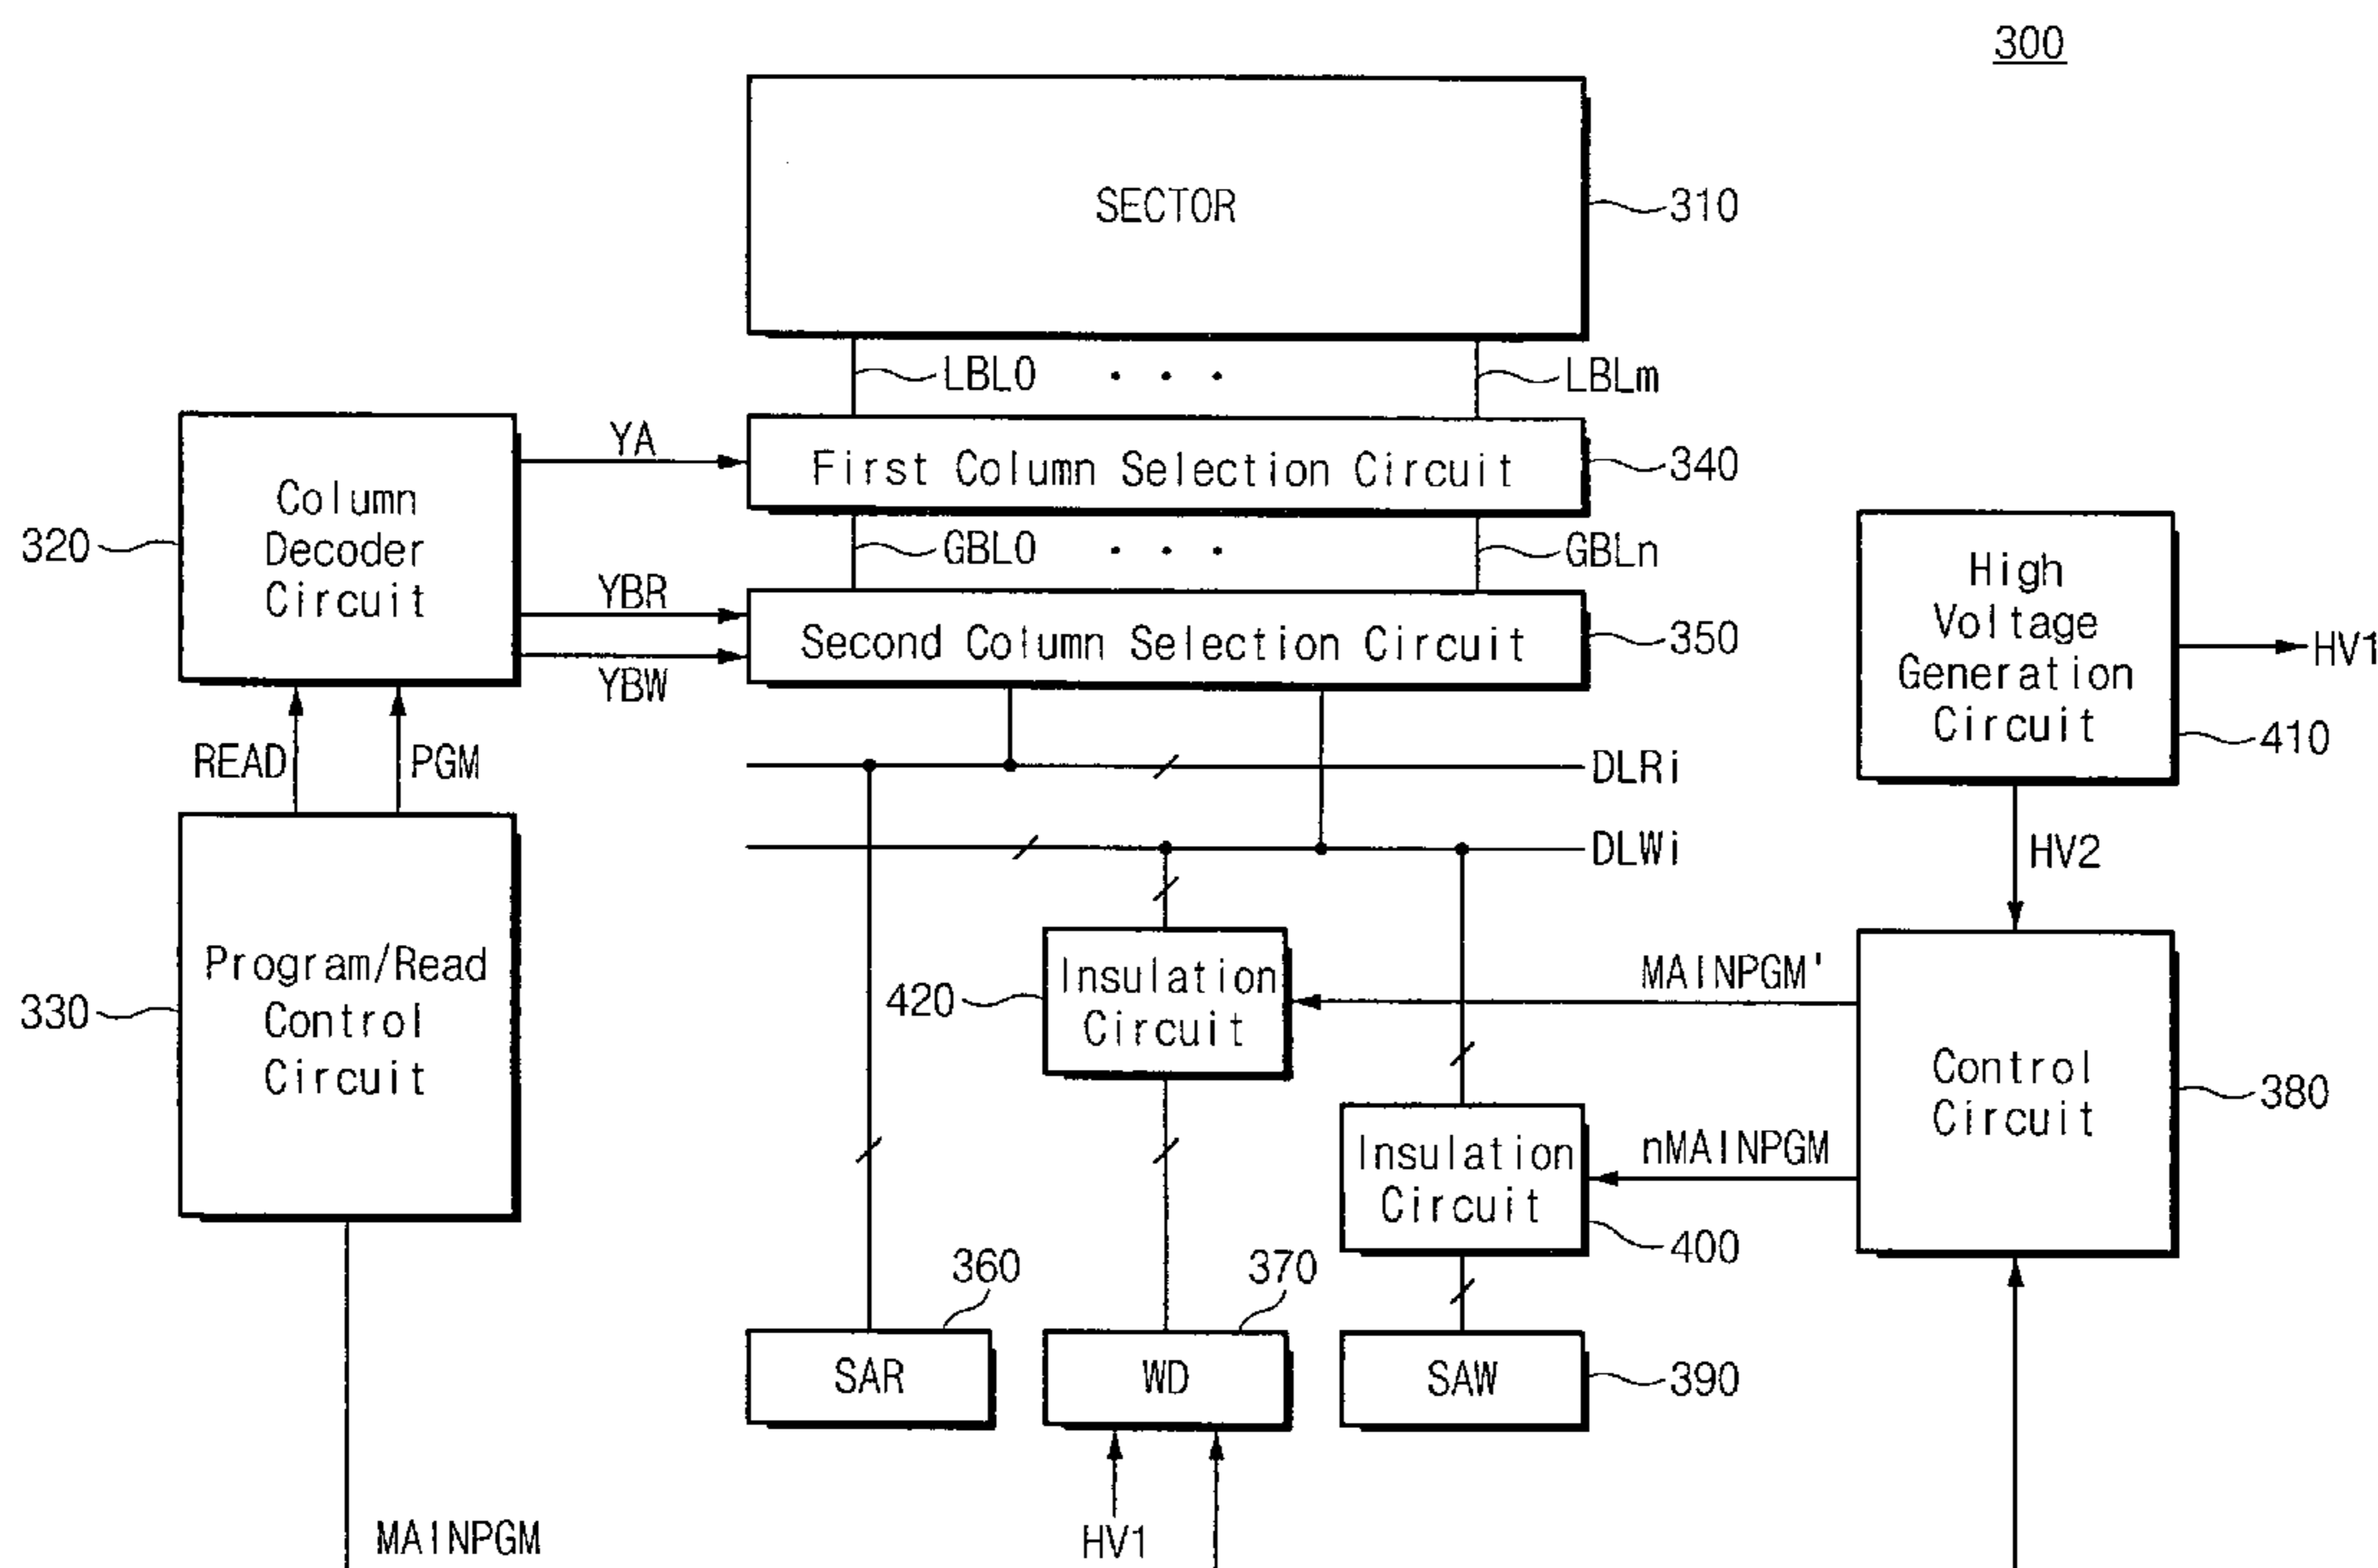 300
SECTOR
310
LBL0 · · · LBLm
YA
First Column Selection Circuit
340
Column
Decoder
Circuit
320
GBL0 · · · GBLn
YBR
YBW
Second Column Selection Circuit
350
High
Voltage
Generation
Circuit
HV1
410
READ
PGM
DLRi
DLWi
HV2
Program/Read
Control
Circuit
330
Insulation
Circuit
420
MAINPGM'
Control
Circuit
380
Insulation
Circuit
nMAINPGM
400
360
370
SAR
WD
SAW
390
MAINPGM
HV1